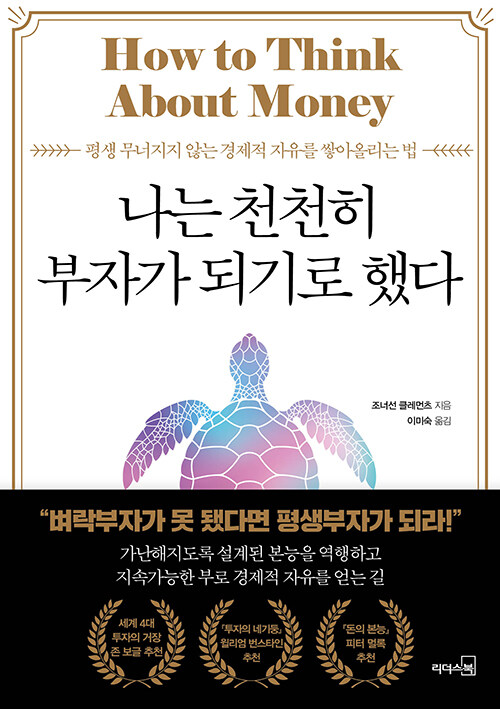 How to Think
About Money
평생 무너지지 않는 경제적 자유를 쌓아올리는 법
나는 천천히
부자가 되기로 했다
조너선 클레먼츠 지음
이미숙 옮김
“벼락부자가 못 됐다면 평생부자가 되라!”
가난해지도록 설계된 본능을 역행하고
지속가능한 부로 경제적 자유를 얻는 길
세계 4대
투자의 거장
존 보글 추천
『투자의 네기둥』
윌리엄 번스타인
추천
『돈의 본능』
피터 멀록
추천
리더스북